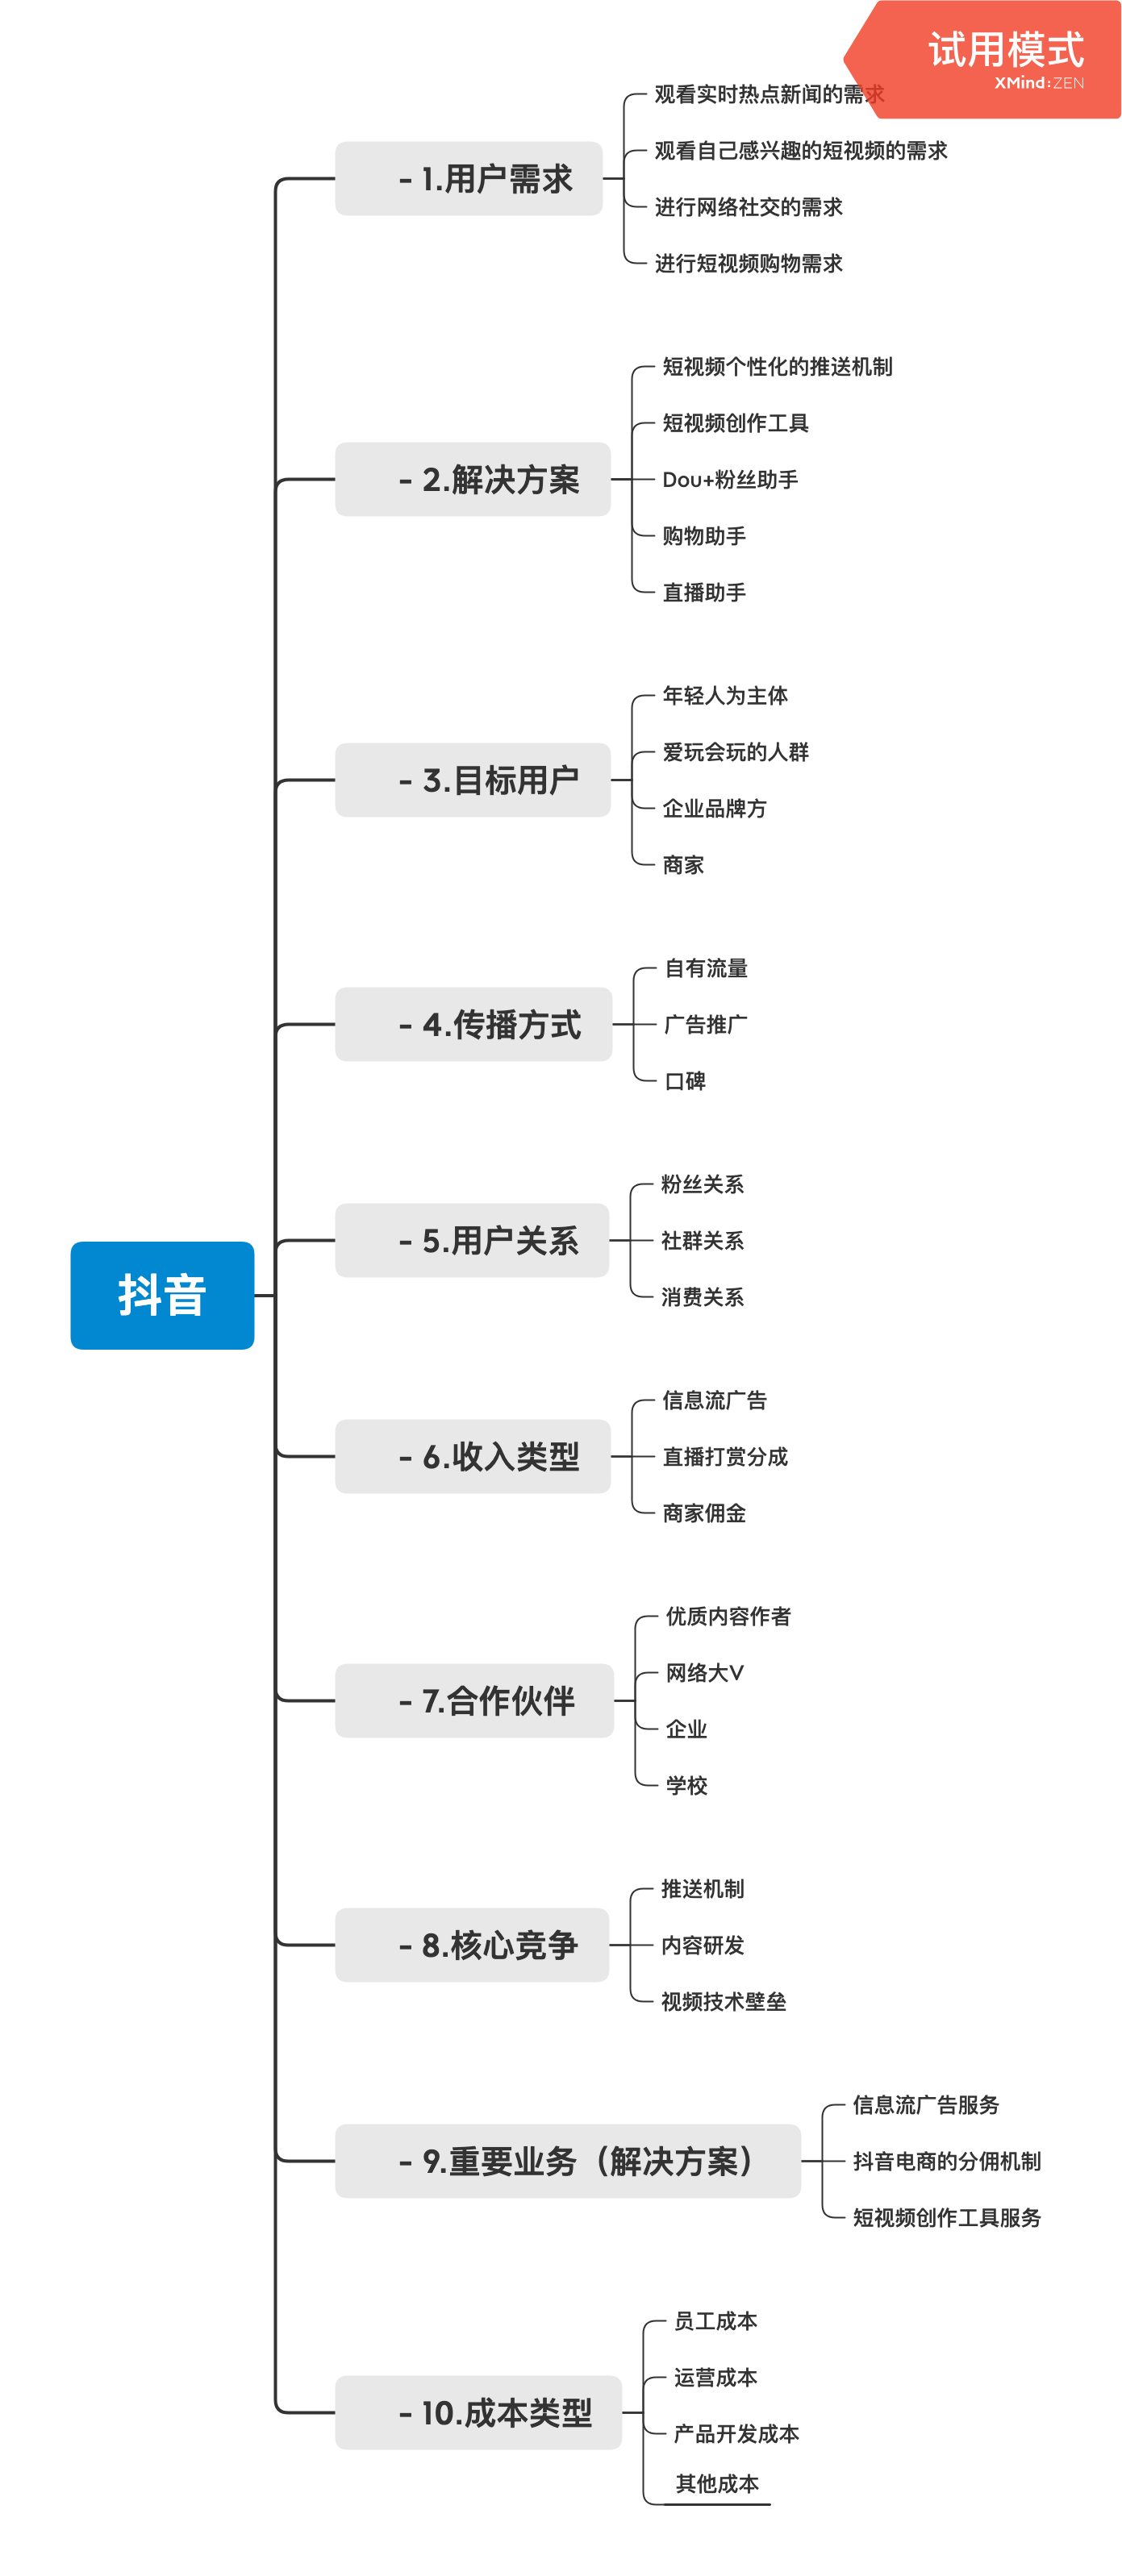 试用模式
XMind:ZEN
观看实时热点新闻的需求
观看自己感兴趣的短视频的需求
- 1.用户需求
进行网络社交的需求
进行短视频购物需求
短视频个性化的推送机制
短视频创作工具
- 2.解决方案
Dou+粉丝助手
购物助手
直播助手
年轻人为主体
爱玩会玩的人群
- 3.目标用户
企业品牌方
商家
自有流量
- 4.传播方式
广告推广
口碑
粉丝关系
- 5.用户关系
社群关系
抖音
消费关系
信息流广告
- 6.收入类型
直播打赏分成
商家佣金
优质内容作者
网络大V
- 7.合作伙伴
企业
学校
推送机制
- 8.核心竞争
内容研发
视频技术壁垒
信息流广告服务
- 9.重要业务（解决方案）
抖音电商的分佣机制
短视频创作工具服务
员工成本
运营成本
- 10.成本类型
产品开发成本
其他成本